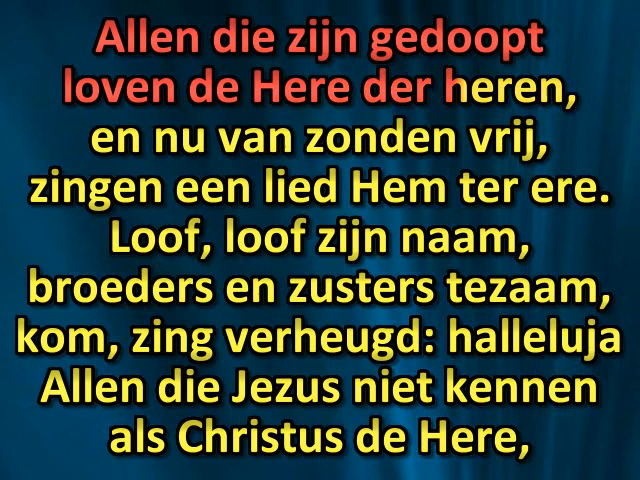 Allen die zijn gedoopt
loven de Here der heren,
en nu van zonden vrij,
zingen een lied Hem ter ere.
Loof, loof zijn naam,
broeders en zusters tezaam,
kom, zing verheugd: halleluja
Allen die Jezus niet kennen
als Christus de Here,